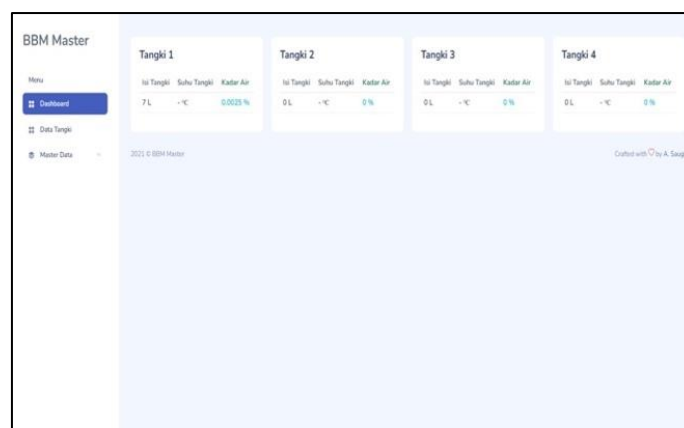 BBM Master
Menu
Dashboard
Data Tangki
Master Data
Tangki 1
Isi Tangki Suhu Tangki Kadar Air
7 L - °C 0.0025 %
Tangki 2
Isi Tangki Suhu Tangki Kadar Air
0 L - °C 0 %
Tangki 3
Isi Tangki Suhu Tangki Kadar Air
0 L - °C 0 %
Tangki 4
Isi Tangki Suhu Tangki Kadar Air
0 L - °C 0 %
2021 © BBM Master
Crafted with by A. Saugi